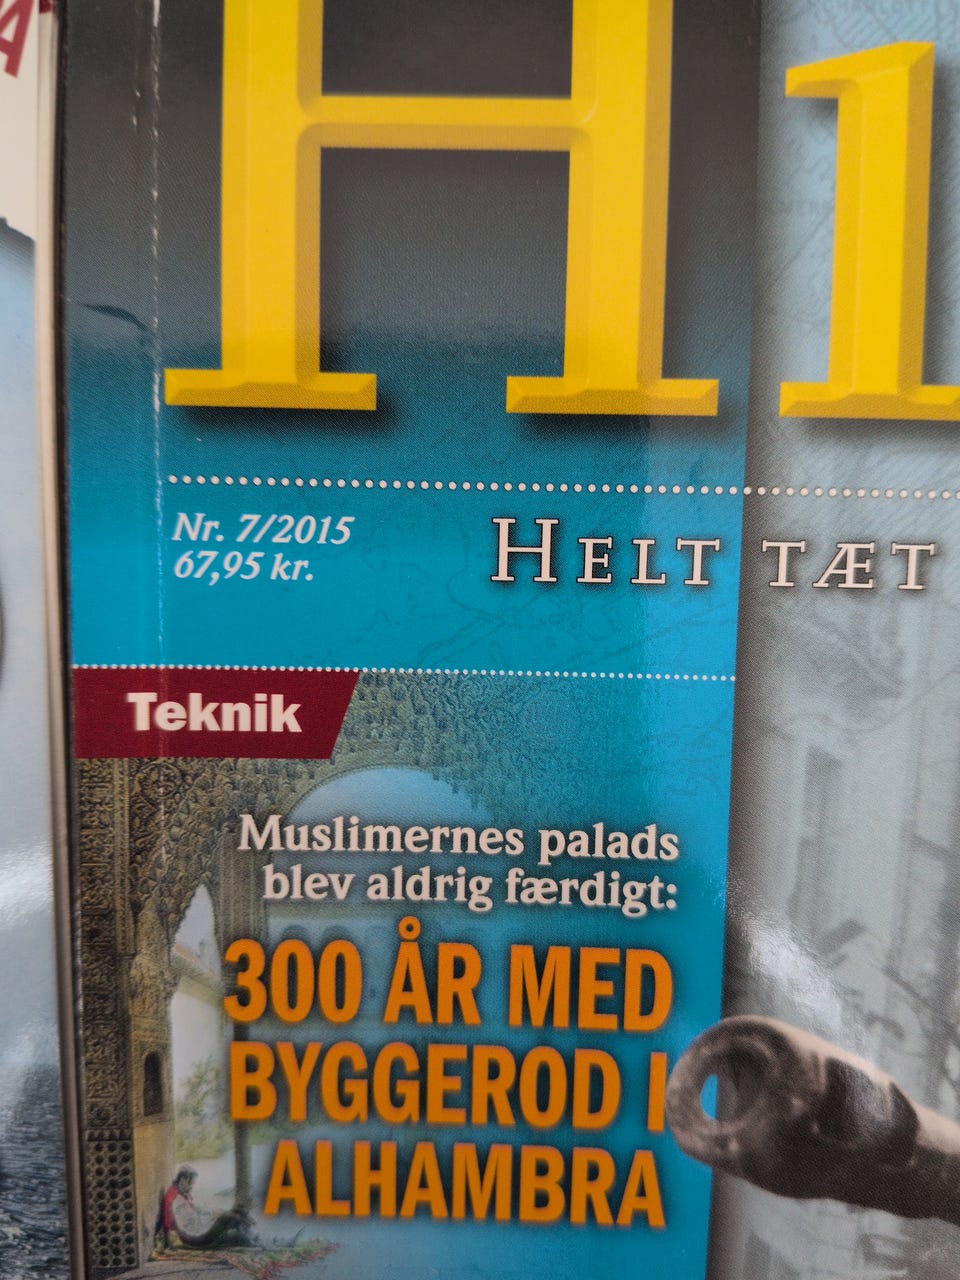 A
Hi
Nr. 7/2015
67,95 kr.
HELT TÆT
Teknik
Muslimernes palads
blev aldrig færdigt:
300 ÅR MED
BYGGEROD I
ALHAMBRA